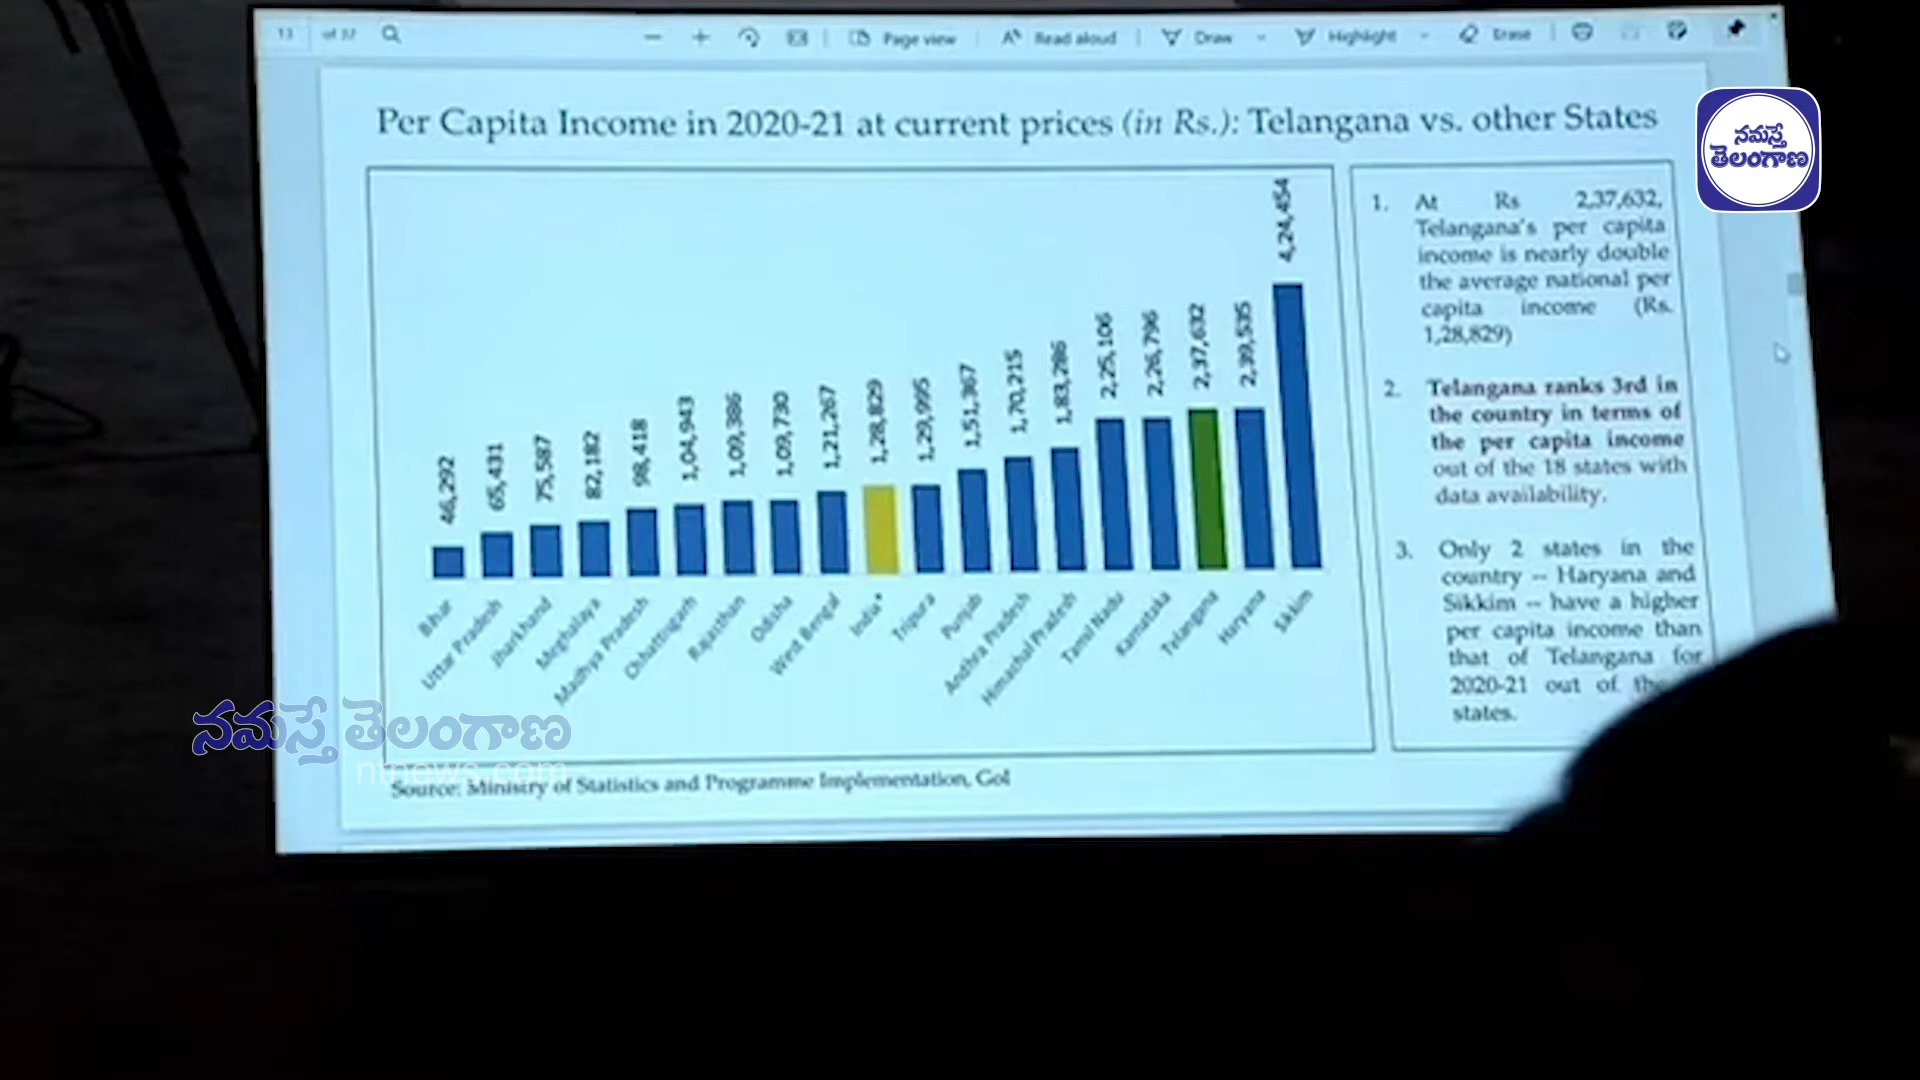 13 of 37
Page view
Read aloud
Draw
Highlight
Erase
Per Capita Income in 2020-21 at current prices (in Rs.): Telangana vs. other States
నమస్తే
తెలంగాణ
46,292
65,431
75,587
82,182
98,418
1,04,943
1,09,386
1,09,730
1,21,267
1,28,829
1,29,995
1,51,367
1,70,215
1,83,286
2,25,106
2,26,796
2,37,632
2,39,535
4,24,454
Bihar
Uttar Pradesh
Jharkhand
Meghalaya
Madhya Pradesh
Chhattisgarh
Rajasthan
Odisha
West Bengal
India*
Tripura
Punjab
Andhra Pradesh
Himachal Pradesh
Tamil Nadu
Karnataka
Telangana
Haryana
Sikkim
1. At Rs 2,37,632,
Telangana's per capita
income is nearly double
the average national per
capita income (Rs.
1,28,829)
2. Telangana ranks 3rd in
the country in terms of
the per capita income
out of the 18 states with
data availability.
3. Only 2 states in the
country -- Haryana and
Sikkim -- have a higher
per capita income than
that of Telangana for
2020-21 out of
states.
నమస్తే తెలంగాణ
ntnews.com
Source: Ministry of Statistics and Programme Implementation, GoI